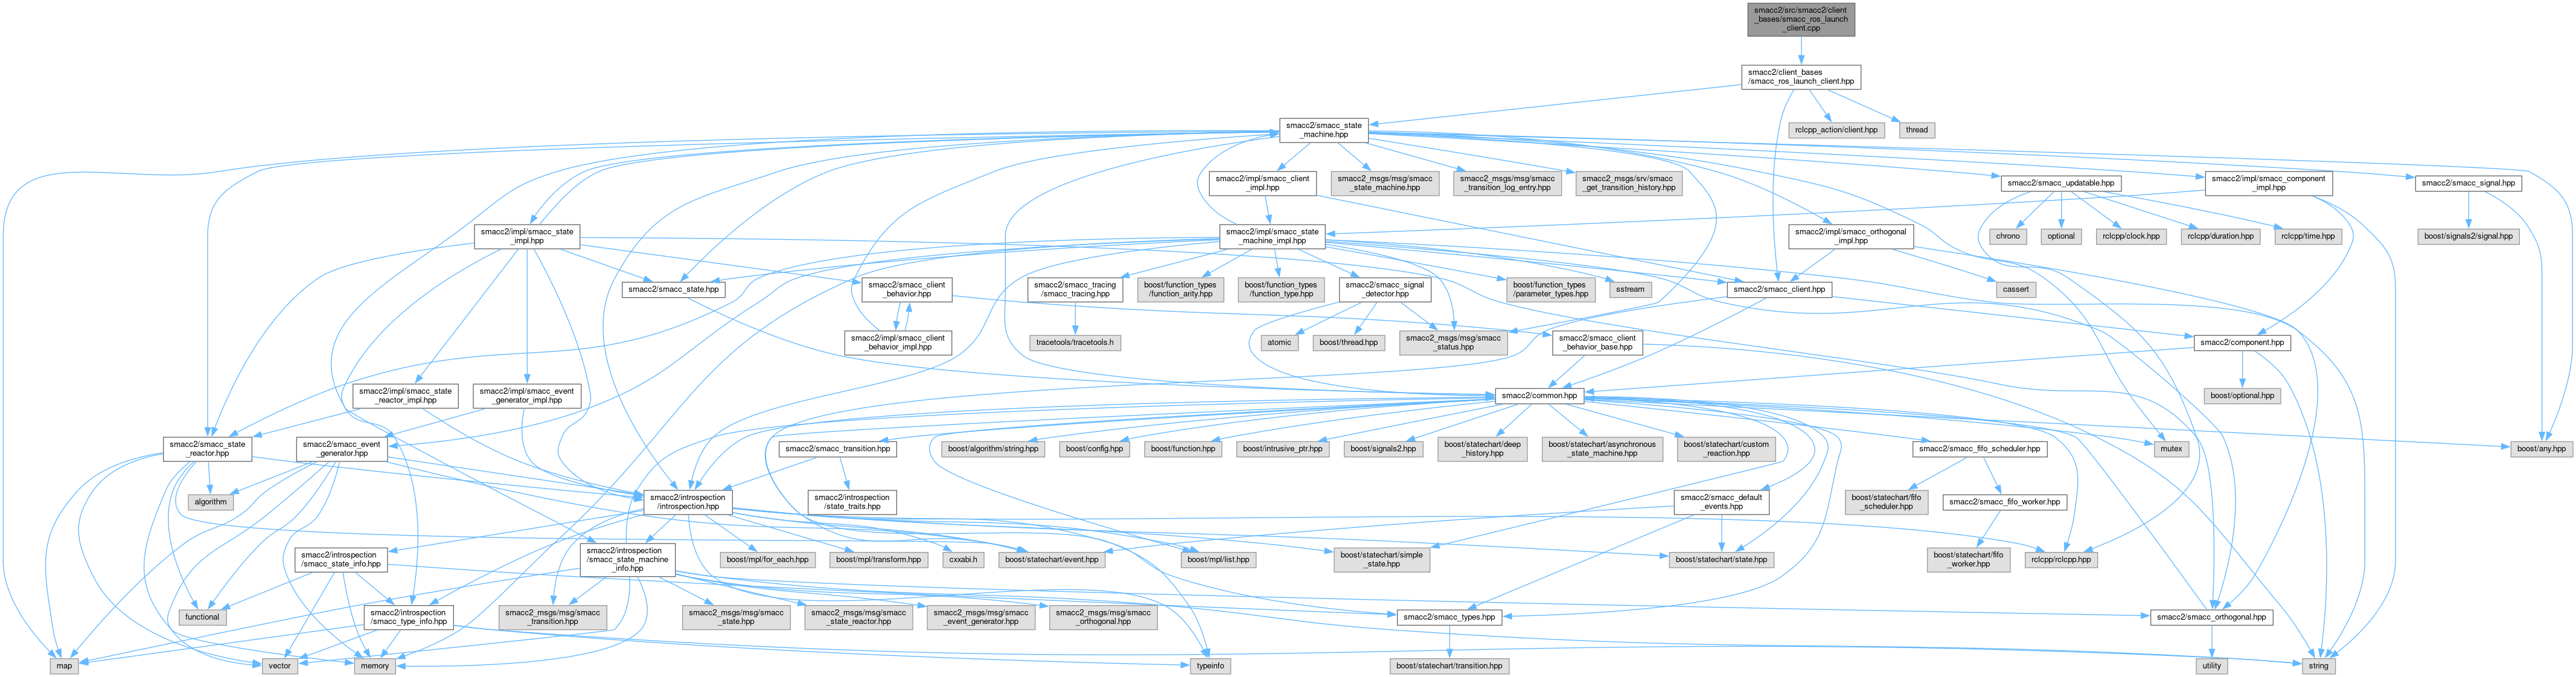 smacc2/src/smacc2/client
_bases/smacc_ros_launch
_client.cpp
smacc2/client_bases
/smacc_ros_launch_client.hpp
smacc2/smacc_state
_machine.hpp
rclcpp_action/client.hpp
thread
smacc2/impl/smacc_client
_impl.hpp
smacc2_msgs/msg/smacc
_state_machine.hpp
smacc2_msgs/msg/smacc
_transition_log_entry.hpp
smacc2_msgs/srv/smacc
_get_transition_history.hpp
smacc2/smacc_updatable.hpp
smacc2/impl/smacc_component
_impl.hpp
smacc2/smacc_signal.hpp
smacc2/impl/smacc_state
_impl.hpp
smacc2/impl/smacc_state
_machine_impl.hpp
smacc2/impl/smacc_orthogonal
_impl.hpp
chrono
optional
rclcpp/clock.hpp
rclcpp/duration.hpp
rclcpp/time.hpp
boost/signals2/signal.hpp
smacc2/smacc_state.hpp
smacc2/smacc_client
_behavior.hpp
smacc2/smacc_tracing
/smacc_tracing.hpp
boost/function_types
/function_arity.hpp
boost/function_types
/function_type.hpp
smacc2/smacc_signal
_detector.hpp
boost/function_types
/parameter_types.hpp
sstream
smacc2/smacc_client.hpp
cassert
smacc2/impl/smacc_client
_behavior_impl.hpp
tracetools/tracetools.h
atomic
boost/thread.hpp
smacc2_msgs/msg/smacc
_status.hpp
smacc2/smacc_client
_behavior_base.hpp
smacc2/component.hpp
smacc2/impl/smacc_state
_reactor_impl.hpp
smacc2/impl/smacc_event
_generator_impl.hpp
smacc2/common.hpp
boost/optional.hpp
smacc2/smacc_state
_reactor.hpp
smacc2/smacc_event
_generator.hpp
smacc2/smacc_transition.hpp
boost/algorithm/string.hpp
boost/config.hpp
boost/function.hpp
boost/intrusive_ptr.hpp
boost/signals2.hpp
boost/statechart/deep
_history.hpp
boost/statechart/asynchronous
_state_machine.hpp
boost/statechart/custom
_reaction.hpp
smacc2/smacc_fifo_scheduler.hpp
mutex
boost/any.hpp
algorithm
smacc2/introspection
/introspection.hpp
smacc2/introspection
/state_traits.hpp
smacc2/smacc_default
_events.hpp
boost/statechart/fifo
_scheduler.hpp
smacc2/smacc_fifo_worker.hpp
smacc2/introspection
/smacc_state_info.hpp
smacc2/introspection
/smacc_state_machine
_info.hpp
boost/mpl/for_each.hpp
boost/mpl/transform.hpp
cxxabi.h
boost/statechart/event.hpp
boost/mpl/list.hpp
boost/statechart/simple
_state.hpp
boost/statechart/state.hpp
boost/statechart/fifo
_worker.hpp
rclcpp/rclcpp.hpp
functional
smacc2/introspection
/smacc_type_info.hpp
smacc2_msgs/msg/smacc
_transition.hpp
smacc2_msgs/msg/smacc
_state.hpp
smacc2_msgs/msg/smacc
_state_reactor.hpp
smacc2_msgs/msg/smacc
_event_generator.hpp
smacc2_msgs/msg/smacc
_orthogonal.hpp
smacc2/smacc_types.hpp
smacc2/smacc_orthogonal.hpp
map
vector
memory
typeinfo
boost/statechart/transition.hpp
utility
string